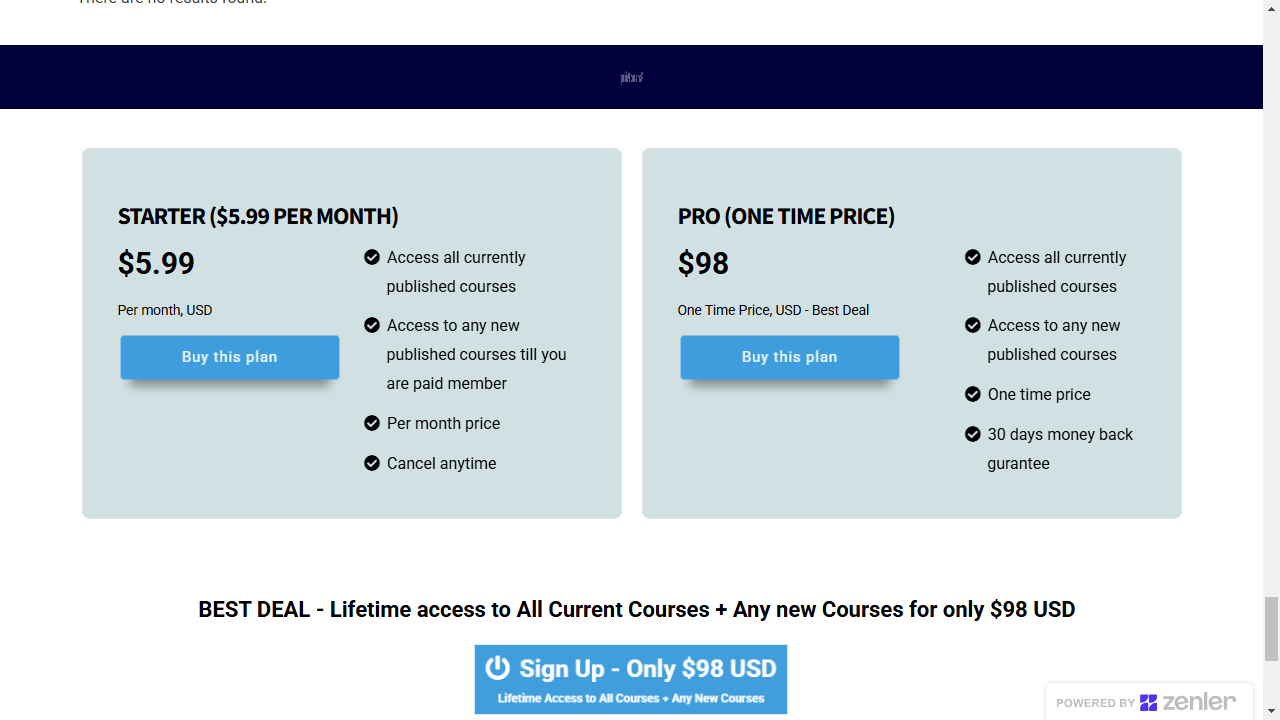 There are no results found.
STARTER ($5.99 PER MONTH)
$5.99
Per month, USD
Buy this plan
Access all currently
published courses
Access to any new
published courses till you
are paid member
Per month price
Cancel anytime
PRO (ONE TIME PRICE)
$98
One Time Price, USD - Best Deal
Buy this plan
Access all currently
published courses
Access to any new
published courses
One time price
30 days money back
gurantee
BEST DEAL - Lifetime access to All Current Courses + Any new Courses for only $98 USD
Sign Up - Only $98 USD
Lifetime Access to All Courses + Any New Courses
POWERED BY zenler